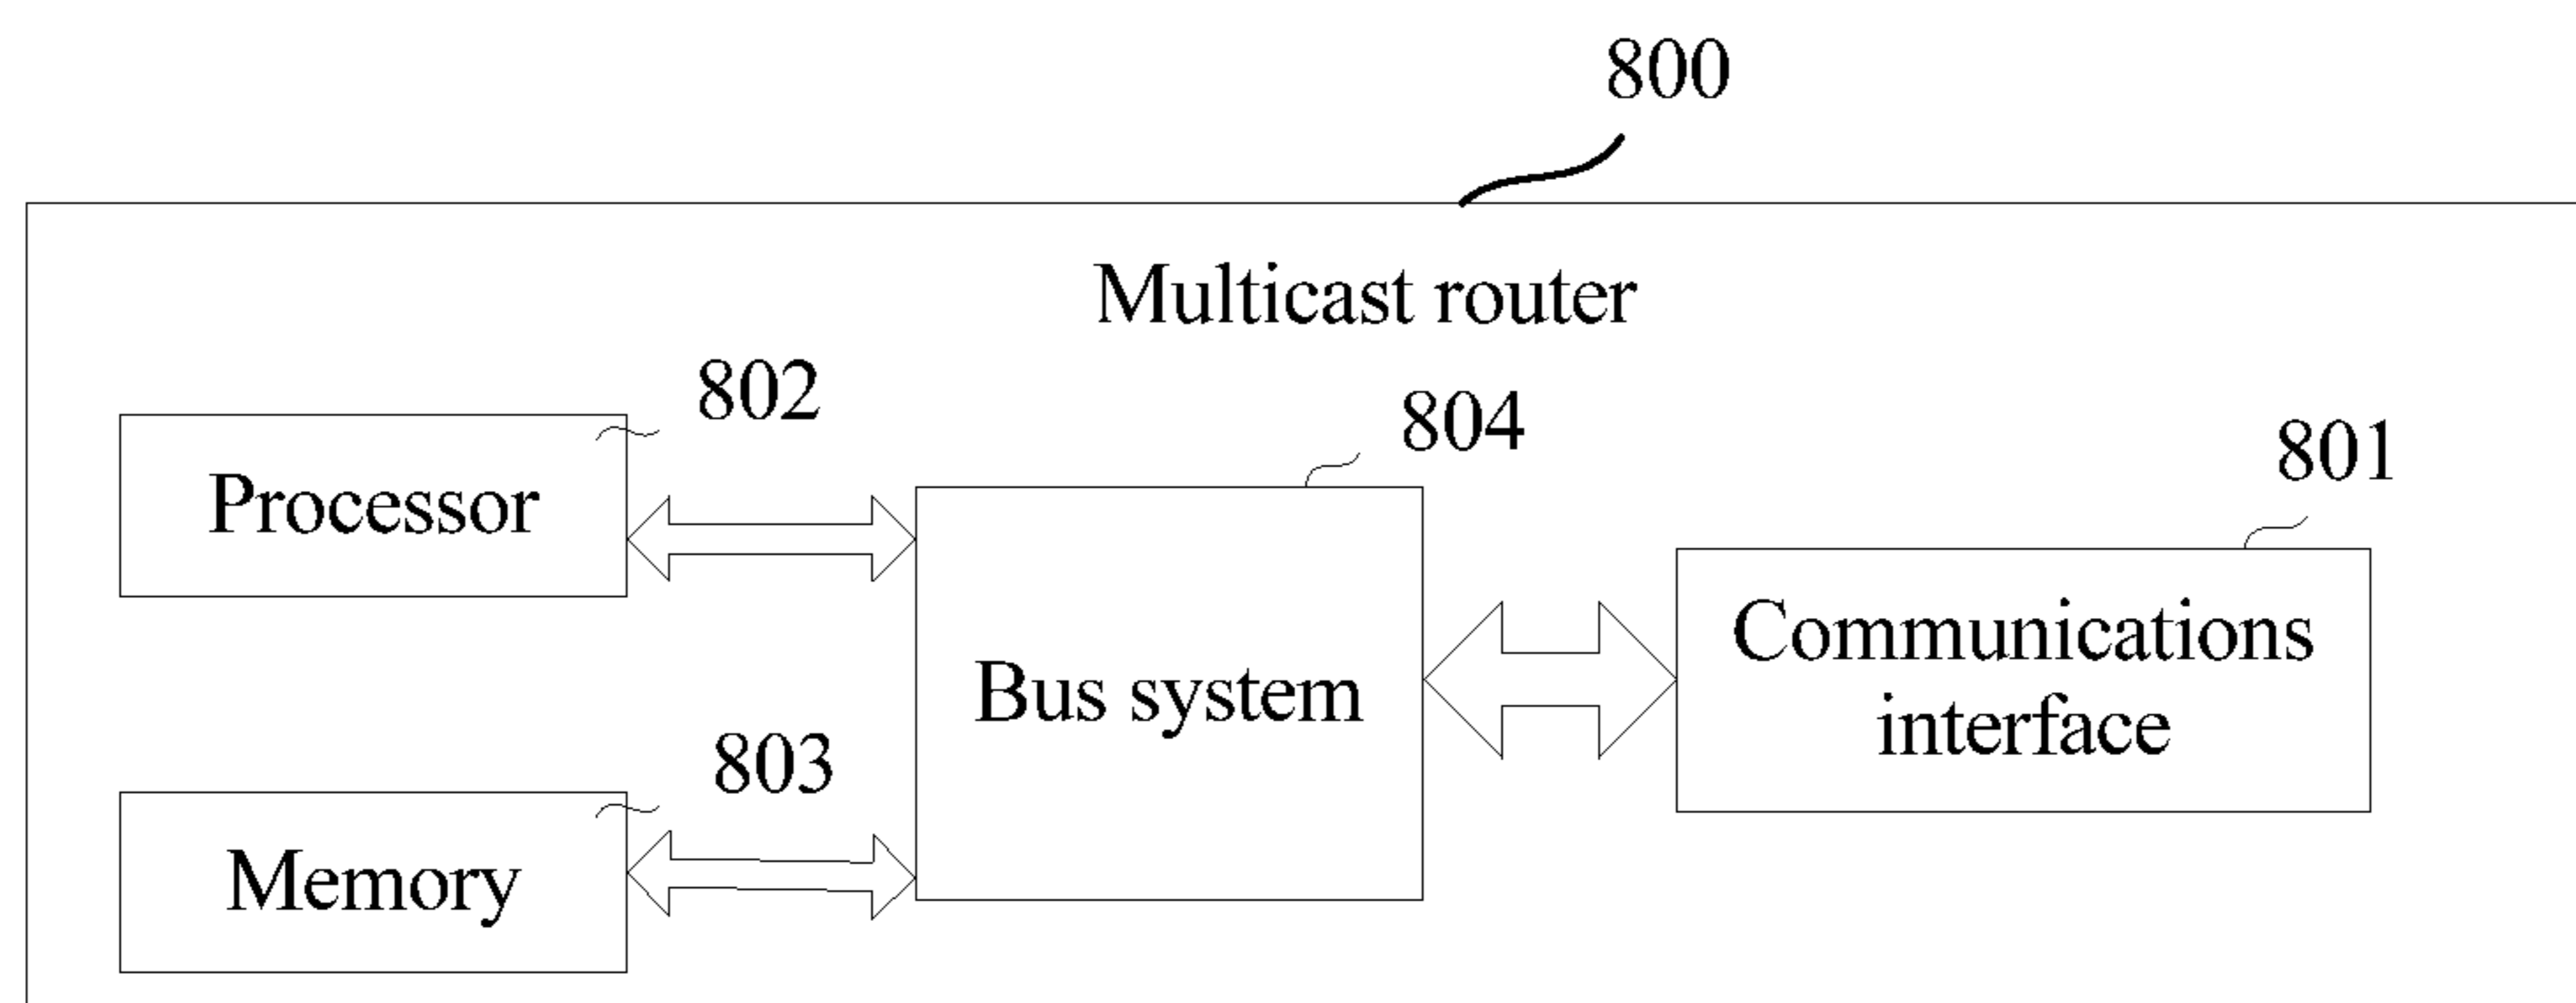 800
Multicast router
802
804
801
Processor
Bus system
Communications
interface
803
Memory